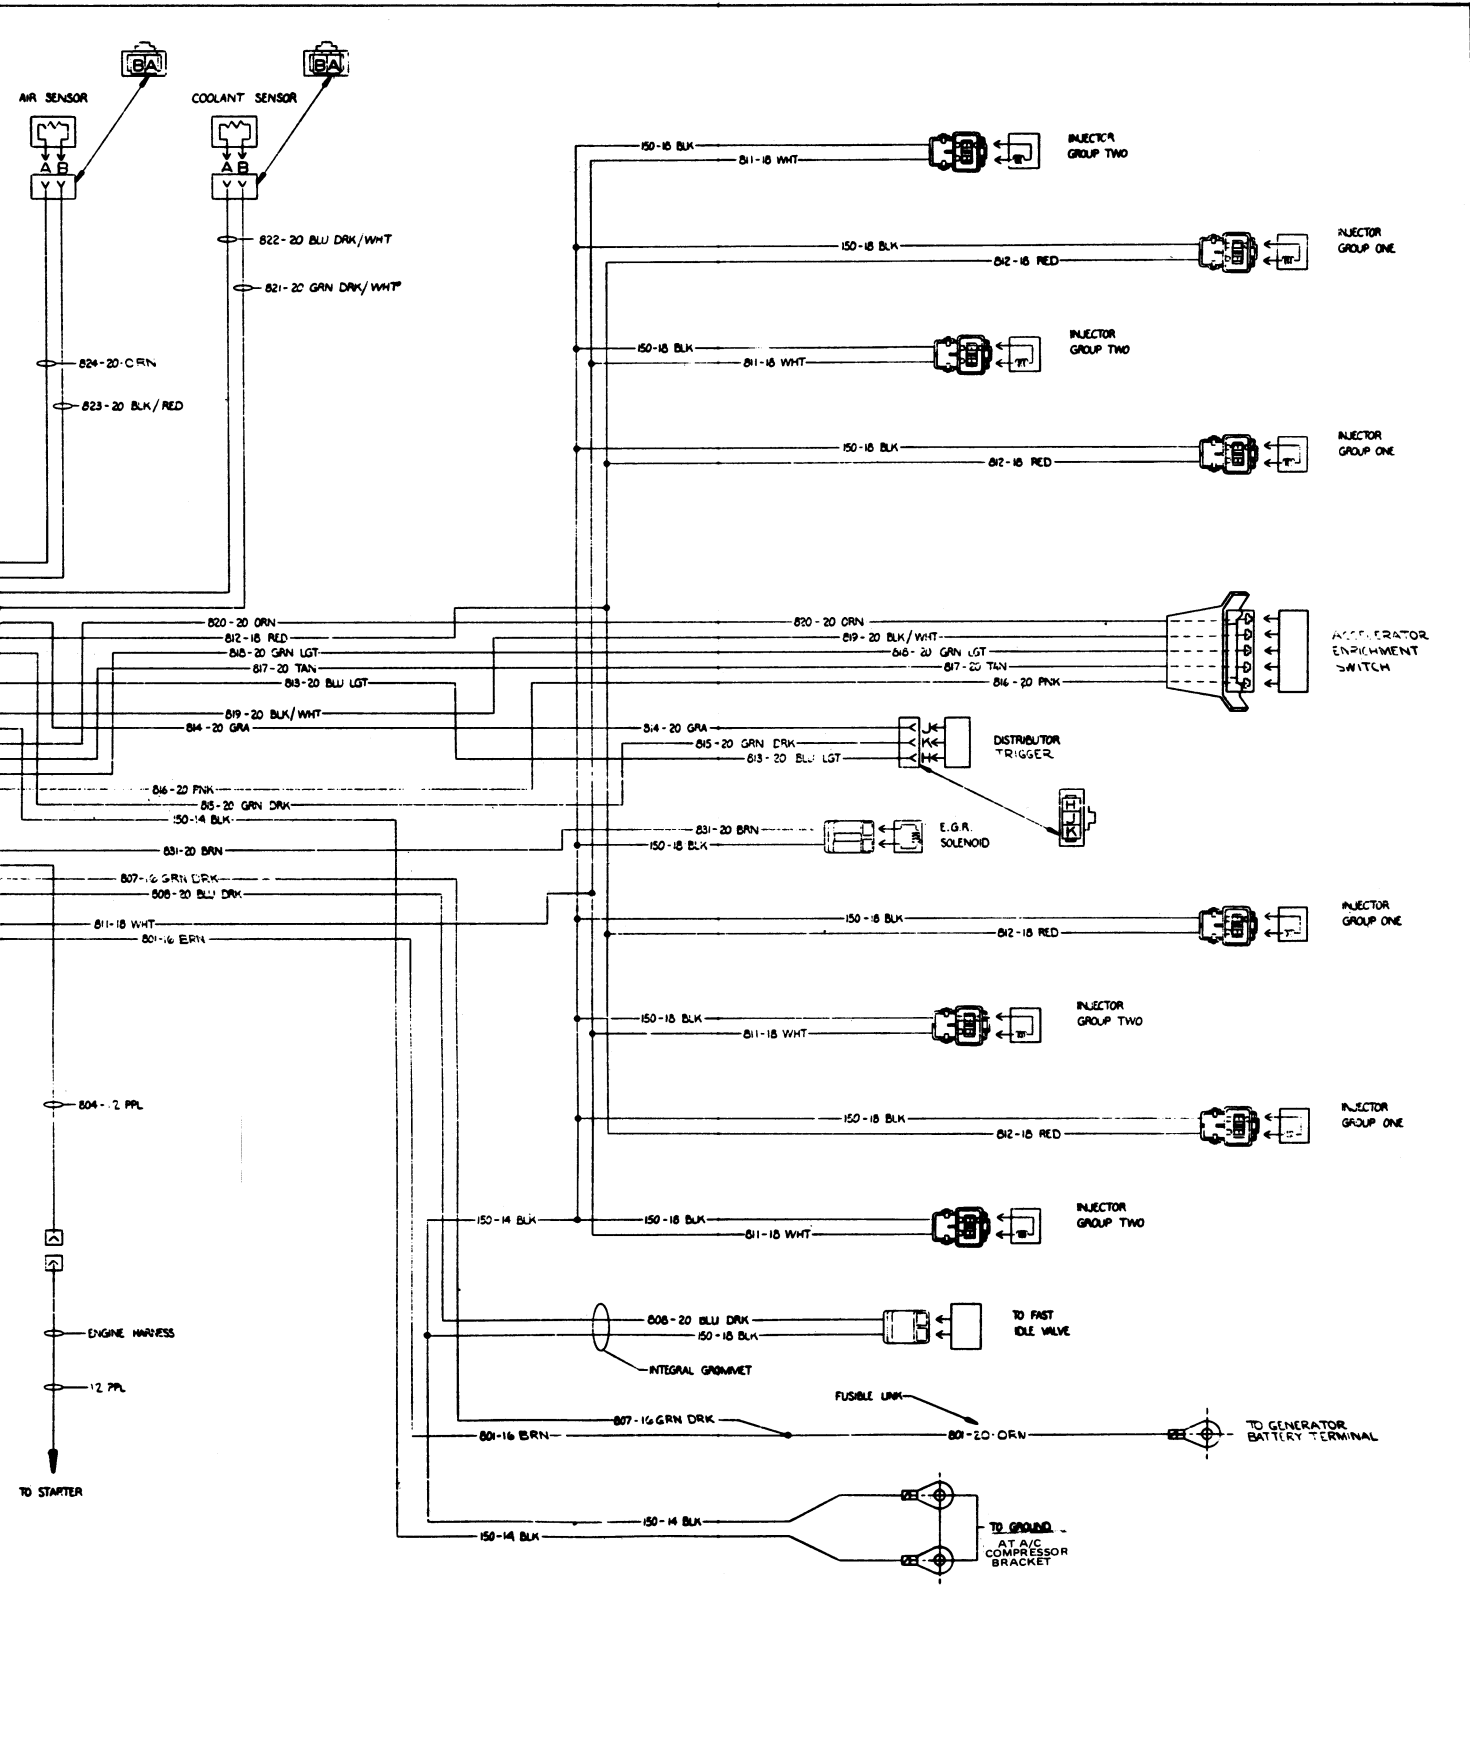 BA
BA
AIR SENSOR
COOLANT SENSOR
A B
A B
150-18 BLK
811-18 WHT
INJECTOR
GROUP TWO
822-20 BLU DRK/WHT
821-20 GRN DRK/WHT
150-18 BLK
812-18 RED
INJECTOR
GROUP ONE
824-20-ORN
823-20 BLK/RED
150-18 BLK
811-18 WHT
INJECTOR
GROUP TWO
150-18 BLK
812-18 RED
INJECTOR
GROUP ONE
820-20 ORN
812-18 RED
818-20 GRN LGT
817-20 TAN
813-20 BLU LGT
819-20 BLK/WHT
814-20 GRA
820-20 ORN
819-20 BLK/WHT
818-20 GRN LGT
817-20 TAN
816-20 PNK
ACCELERATOR
ENRICHMENT
SWITCH
814-20 GRA
815-20 GRN DRK
813-20 BLU LGT
J
K
H
DISTRIBUTOR
TRIGGER
H
J
K
816-20 PNK
815-20 GRN DRK
150-14 BLK
831-20 BRN
831-20 BRN
150-18 BLK
E.G.R.
SOLENOID
807-16 GRN DRK
808-20 BLU DRK
811-18 WHT
801-16 BRN
150-18 BLK
812-18 RED
INJECTOR
GROUP ONE
150-18 BLK
811-18 WHT
INJECTOR
GROUP TWO
804-12 PPL
150-18 BLK
812-18 RED
INJECTOR
GROUP ONE
150-14 BLK
150-18 BLK
811-18 WHT
INJECTOR
GROUP TWO
ENGINE HARNESS
12 PPL
TO STARTER
808-20 BLU DRK
150-18 BLK
TO FAST
IDLE VALVE
INTEGRAL GROMMET
FUSIBLE LINK
807-16 GRN DRK
801-16 BRN
801-20-ORN
TO GENERATOR
BATTERY TERMINAL
150-14 BLK
150-14 BLK
TO GROUND
AT A/C
COMPRESSOR
BRACKET